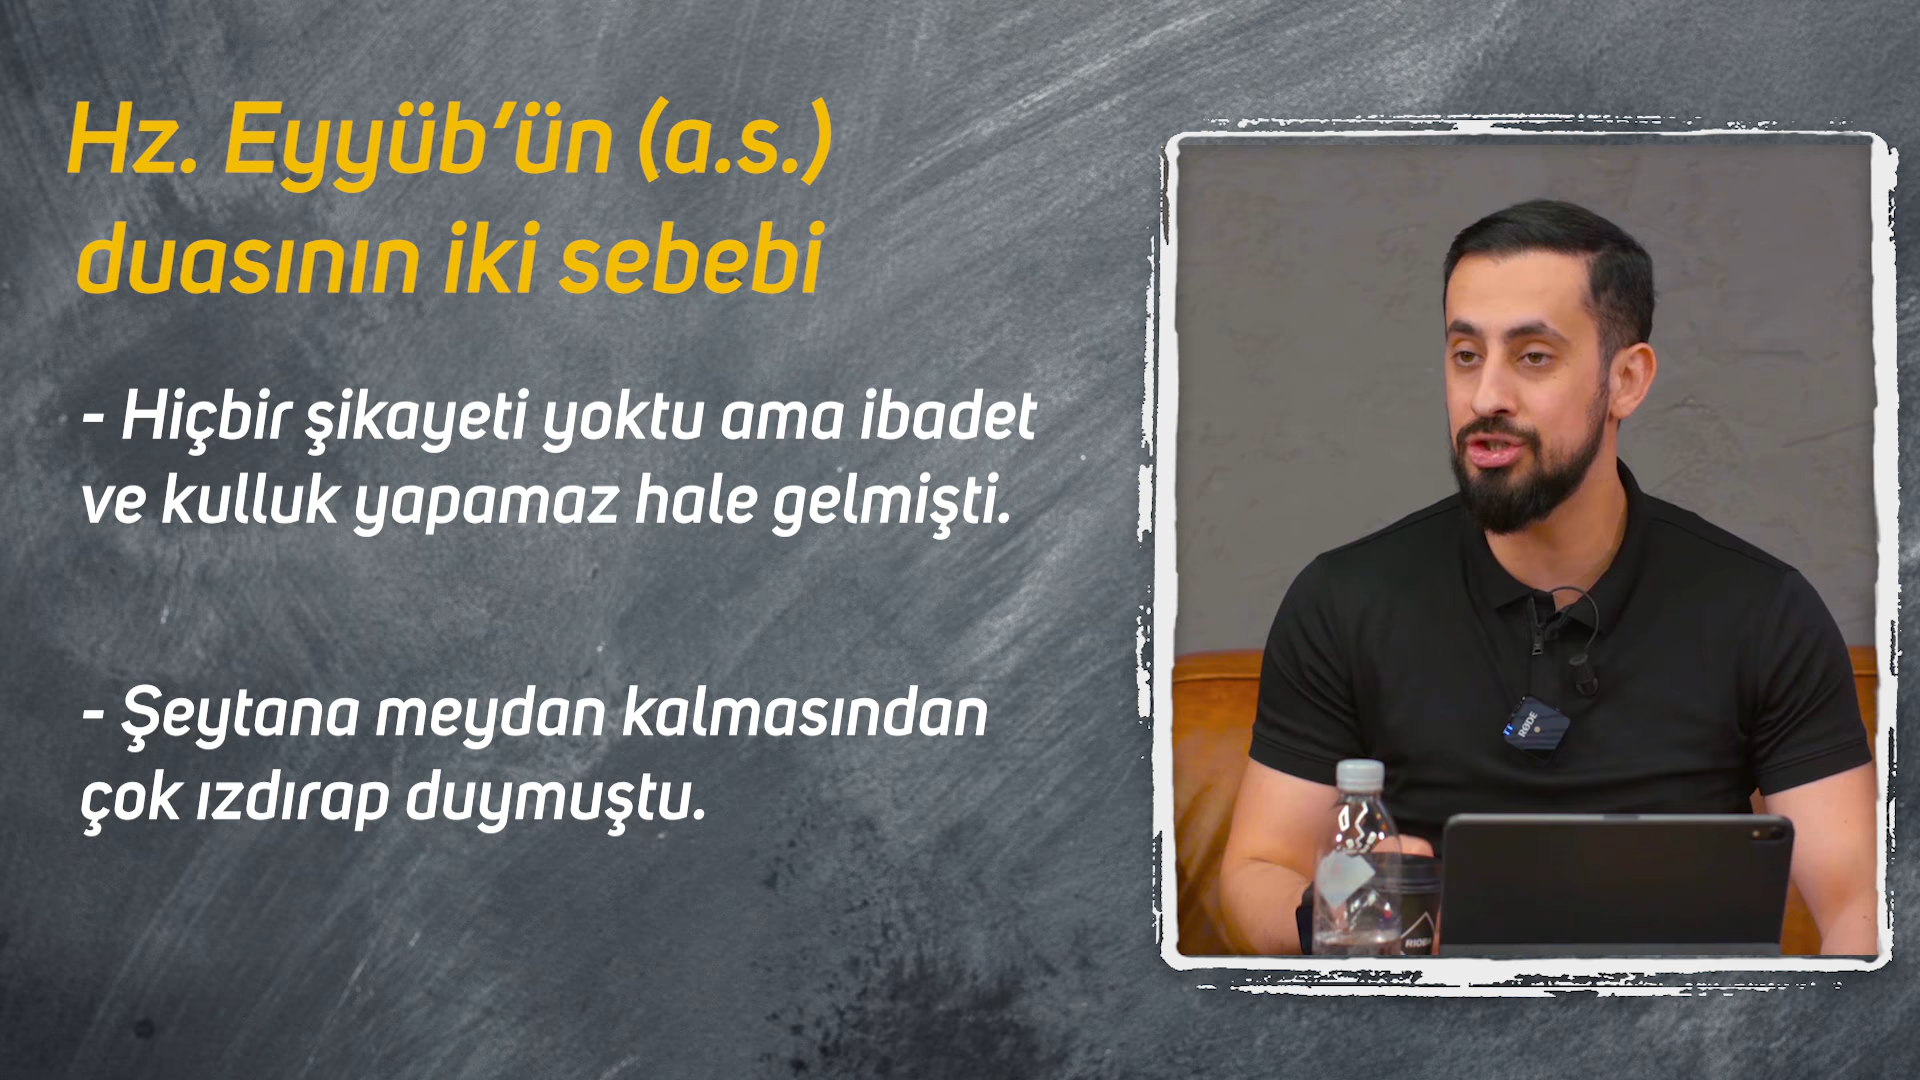 Hz. Eyyüb’ün (a.s.)
duasının iki sebebi
- Hiçbir şikayeti yoktu ama ibadet
ve kulluk yapamaz hale gelmişti.
- Şeytana meydan kalmasından
çok ızdırap duymuştu.
RØDE